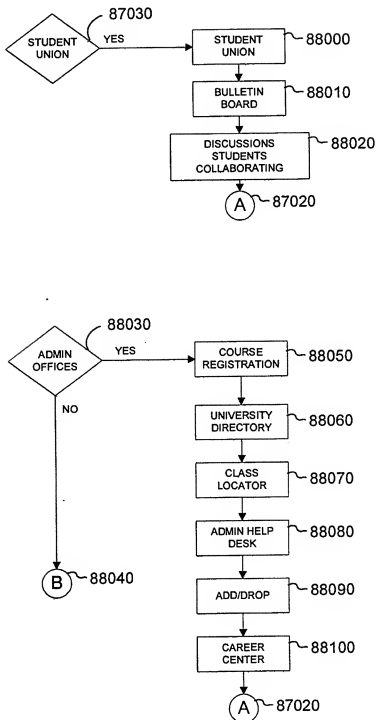 87030
STUDENT
UNION
YES
STUDENT
UNION
88000
BULLETIN
BOARD
88010
DISCUSSIONS
STUDENTS
COLLABORATING
88020
A
87020
88030
ADMIN
OFFICES
YES
NO
B
88040
COURSE
REGISTRATION
88050
UNIVERSITY
DIRECTORY
88060
CLASS
LOCATOR
88070
ADMIN HELP
DESK
88080
ADD/DROP
88090
CAREER
CENTER
88100
A
87020